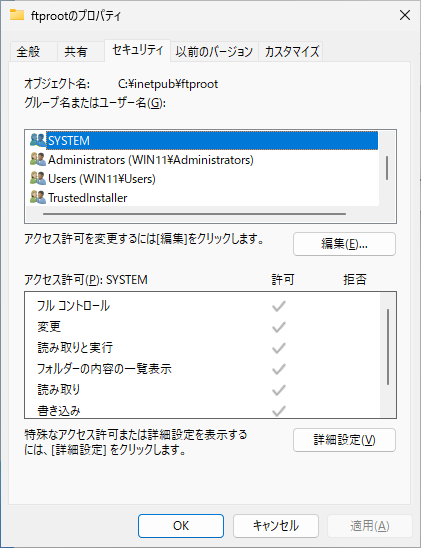 ftprootのプロパティ
全般 共有 セキュリティ 以前のバージョン カスタマイズ
オブジェクト名: C:¥inetpub¥ftproot
グループ名またはユーザー名(G):
SYSTEM
Administrators (WIN11¥Administrators)
Users (WIN11¥Users)
TrustedInstaller
アクセス許可を変更するには[編集]をクリックします。
編集(E)...
アクセス許可(P): SYSTEM 許可 拒否
フル コントロール
変更
読み取りと実行
フォルダーの内容の一覧表示
読み取り
書き込み
特殊なアクセス許可または詳細設定を表示する
には、[詳細設定] をクリックします。
詳細設定(V)
OK キャンセル 適用(A)